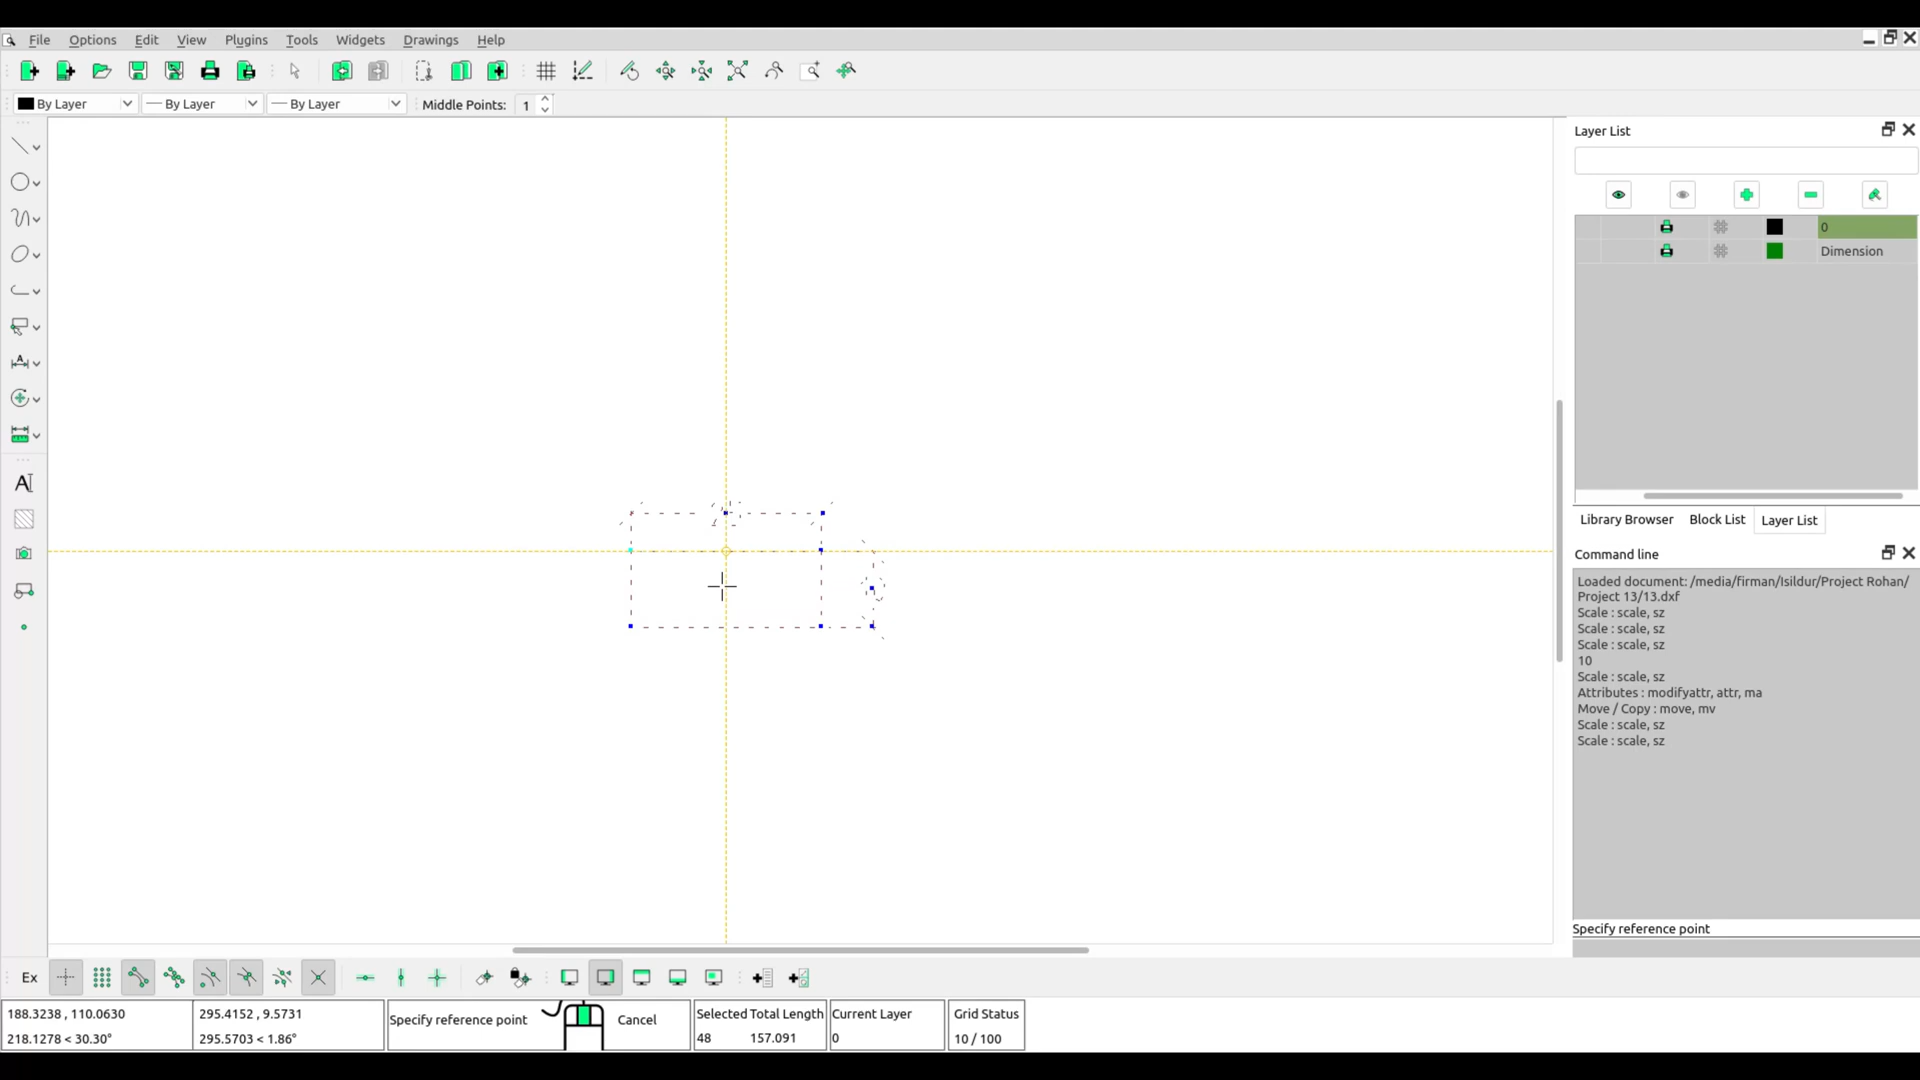 File Options Edit View Plugins Tools Widgets Drawings Help
By Layer By Layer By Layer Middle Points: 1
Layer List
0
Dimension
Library Browser Block List Layer List
Command line
Loaded document: /media/firman/Isildur/Project Rohan/
Project 13/13.dxf
Scale : scale, sz
Scale : scale, sz
Scale : scale, sz
10
Scale : scale, sz
Attributes : modifyattr, attr, ma
Move / Copy : move, mv
Scale : scale, sz
Scale : scale, sz
Specify reference point
Ex
188.3238 , 110.0630
218.1278 < 30.30°
295.4152 , 9.5731
295.5703 < 1.86°
Specify reference point
Cancel
Selected Total Length
48 157.091
Current Layer
0
Grid Status
10 / 100